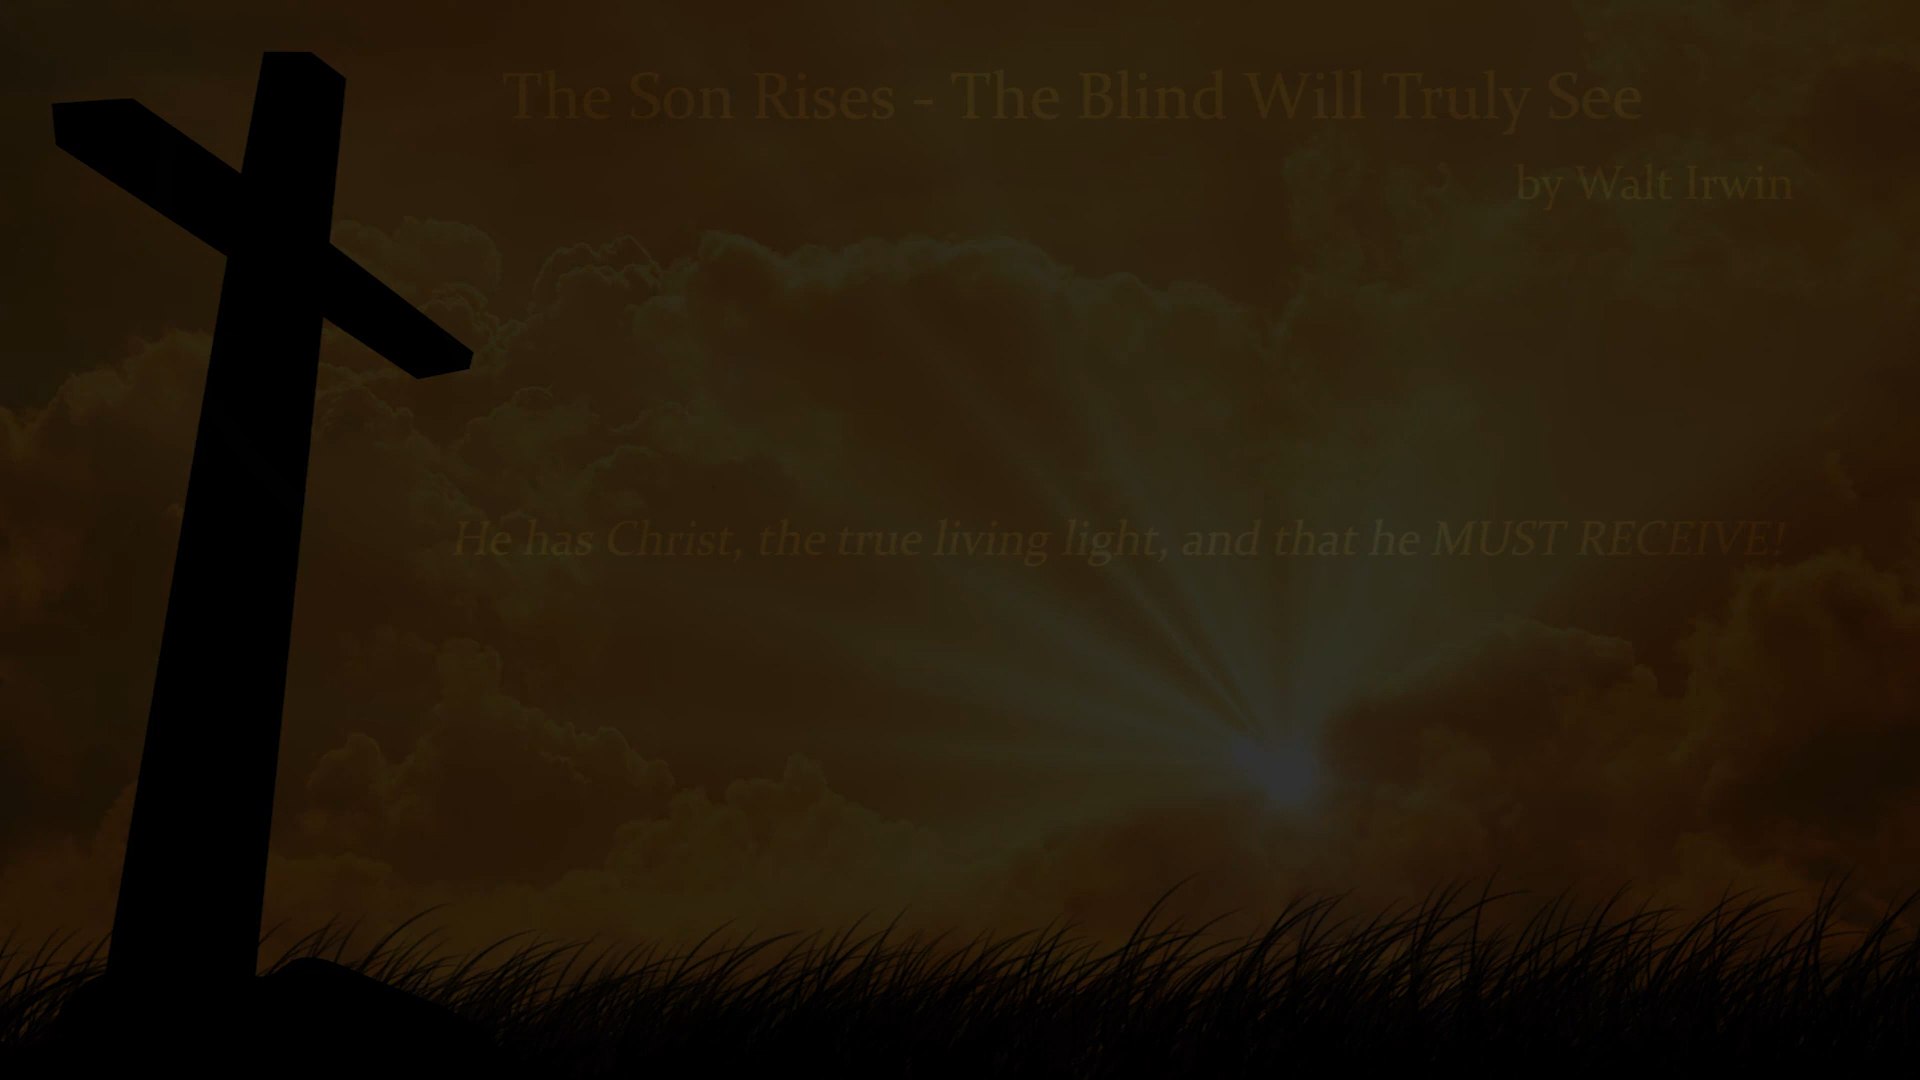 The Son Rises - The Blind Will Truly See
by Walt Irwin
He has Christ, the true living light, and that he MUST RECEIVE!